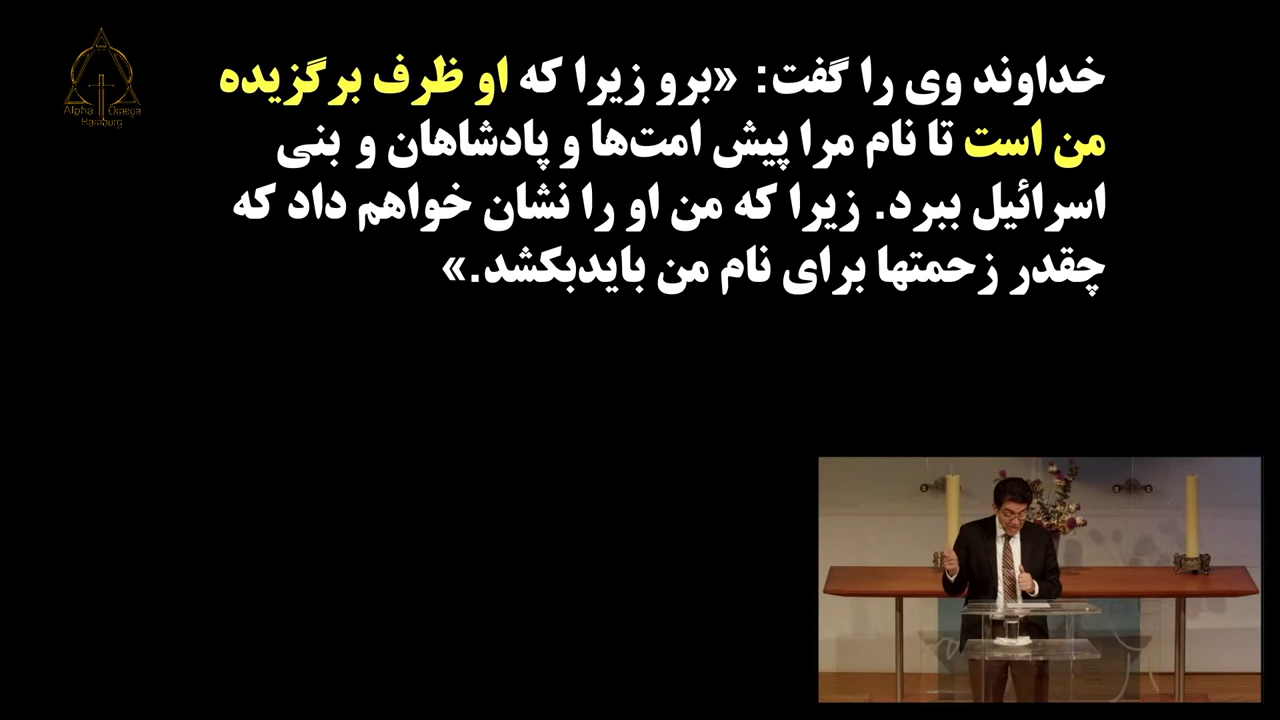 Alpha Omega
Hamburg
خداوند وی را گفت: «برو زیرا که او ظرف برگزیده
من است تا نام مرا پیش امت‌ها و پادشاهان و بنی
اسرائیل ببرد. زیرا که من او را نشان خواهم داد که
چقدر زحمتها برای نام من بایدبکشد.»